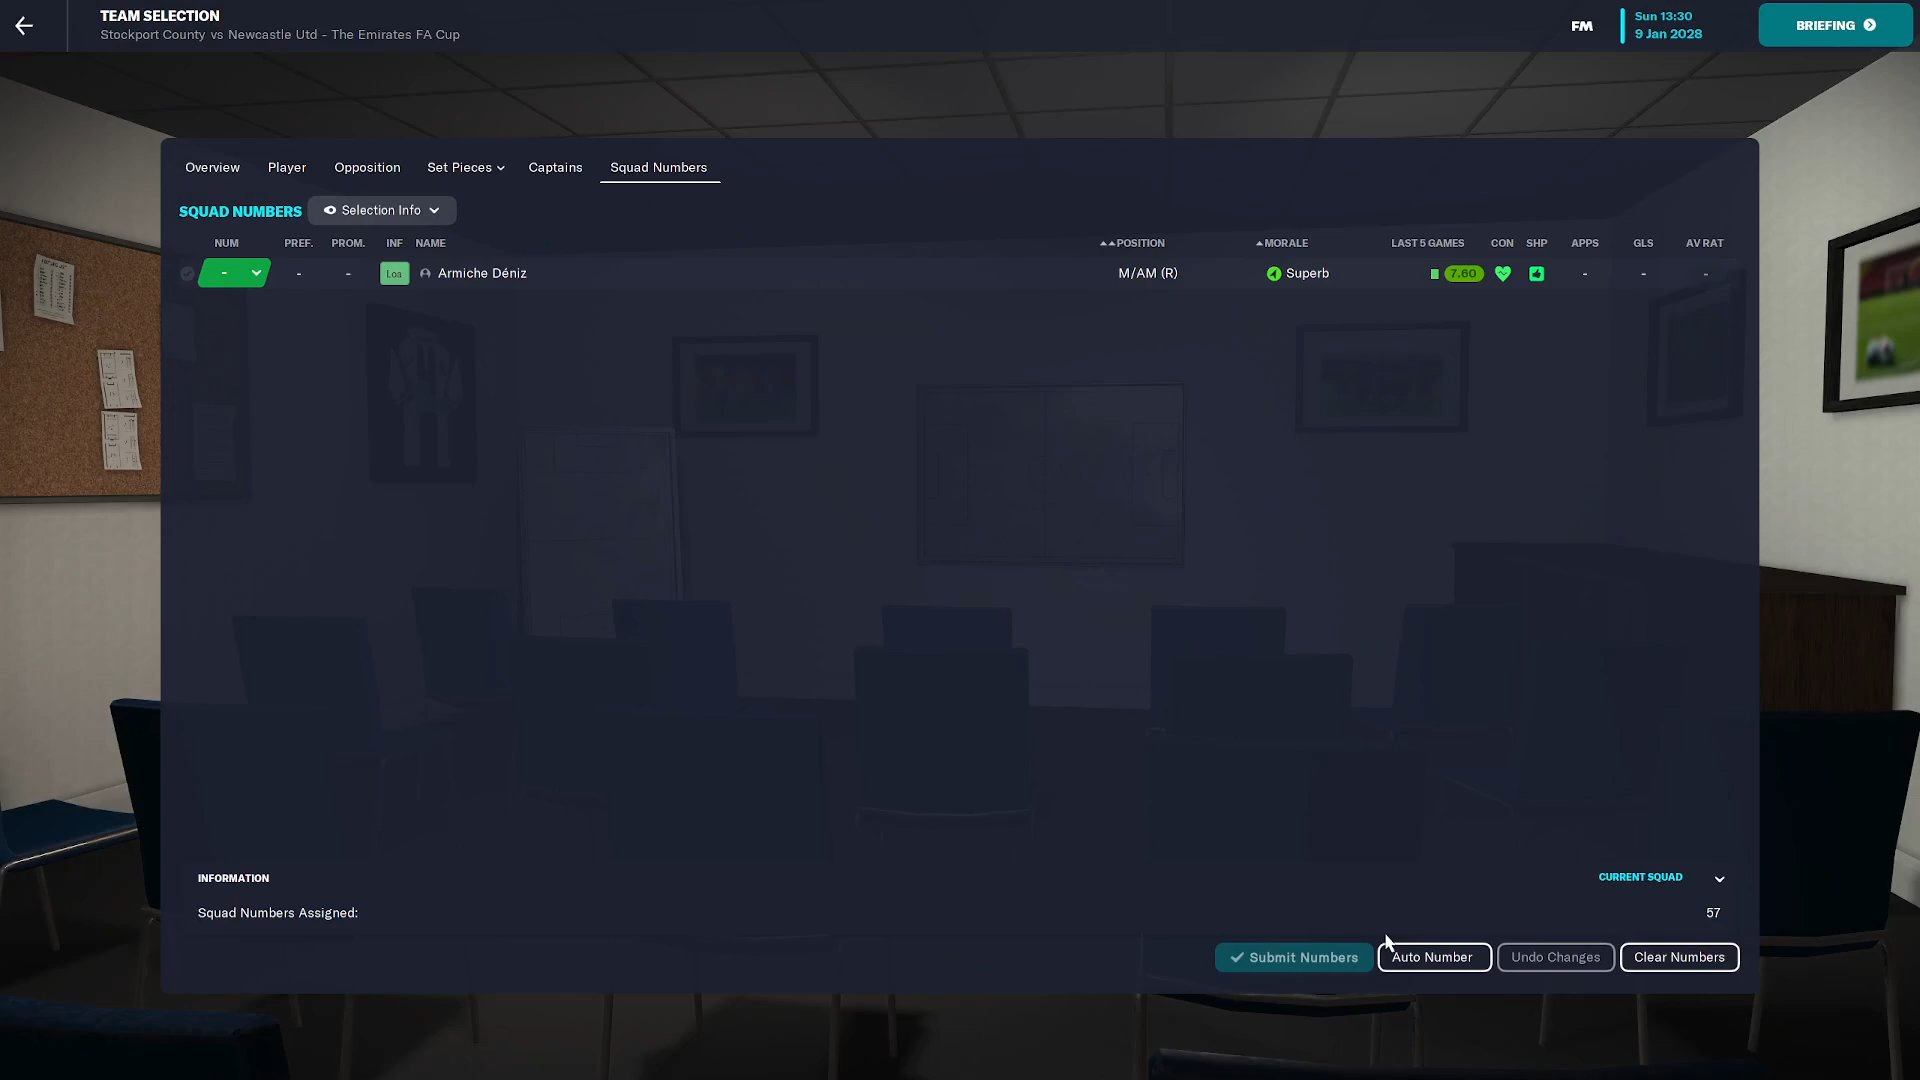 TEAM SELECTION
Stockport County vs Newcastle Utd - The Emirates FA Cup
FM
Sun 13:30
9 Jan 2028
BRIEFING
Overview Player Opposition Set Pieces Captains Squad Numbers
SQUAD NUMBERS Selection Info
NUM PREF. PROM. INF NAME POSITION MORALE LAST 5 GAMES CON SHP APPS GLS AV RAT
- - - Loa Armiche Déniz M/AM (R) Superb 7.60 - - -
INFORMATION CURRENT SQUAD
Squad Numbers Assigned: 57
Submit Numbers Auto Number Undo Changes Clear Numbers